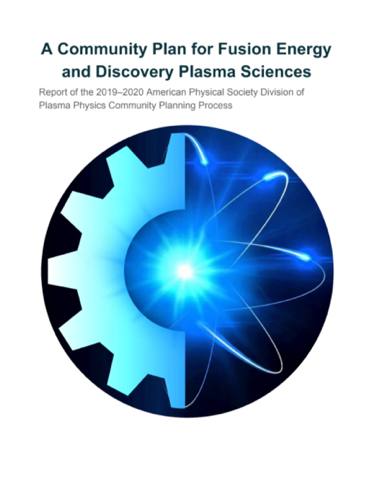 A Community Plan for Fusion Energy
and Discovery Plasma Sciences
Report of the 2019–2020 American Physical Society Division of
Plasma Physics Community Planning Process